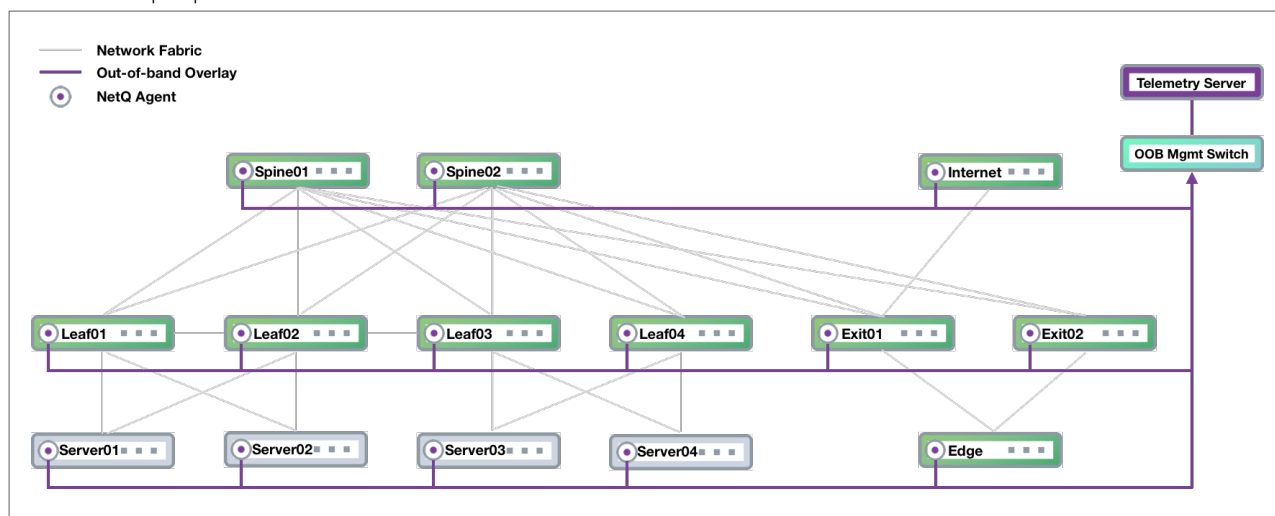 Network Fabric
Out-of-band Overlay
NetQ Agent
Telemetry Server
OOB Mgmt Switch
Spine01
Spine02
Internet
Leaf01
Leaf02
Leaf03
Leaf04
Exit01
Exit02
Server01
Server02
Server03
Server04
Edge